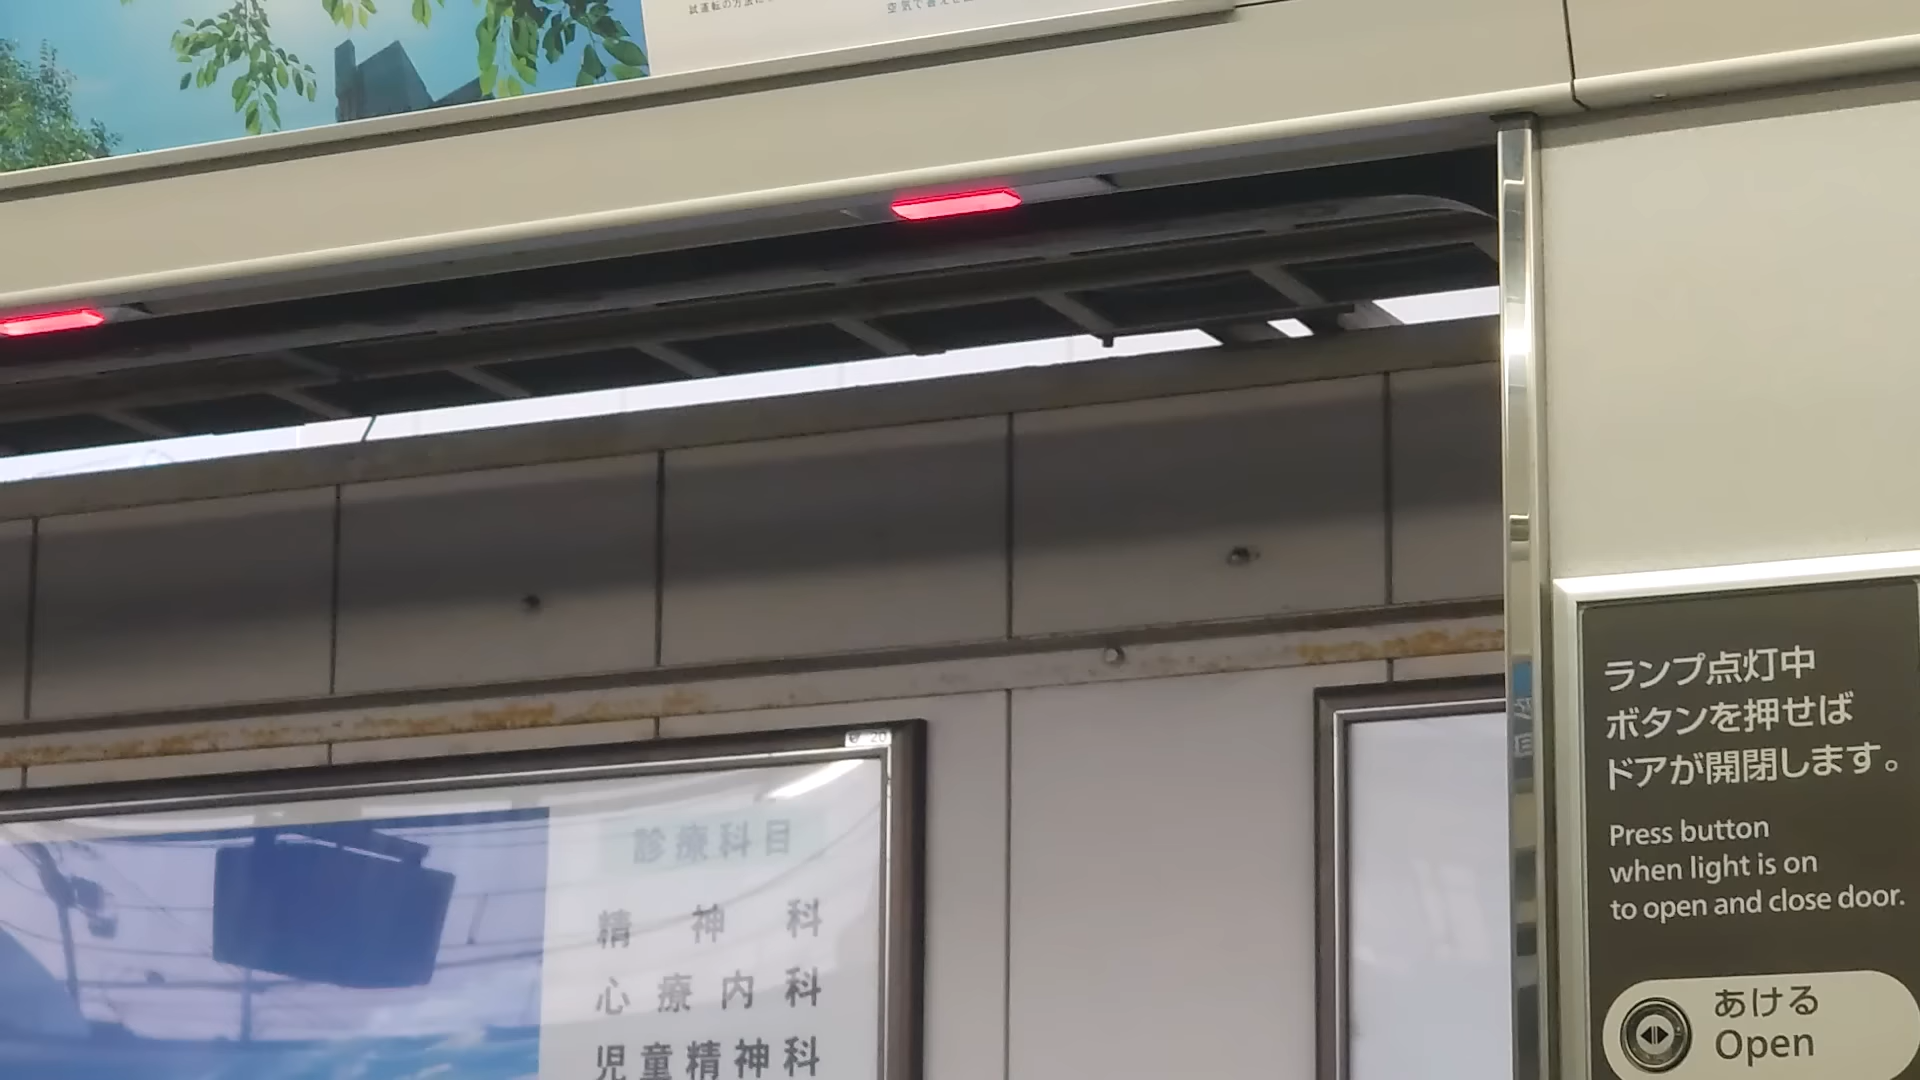 ランプ点灯中
ボタンを押せば
ドアが開閉します。
Press button
when light is on
to open and close door.
あける
Open
診療科目
精神科
心療内科
児童精神科